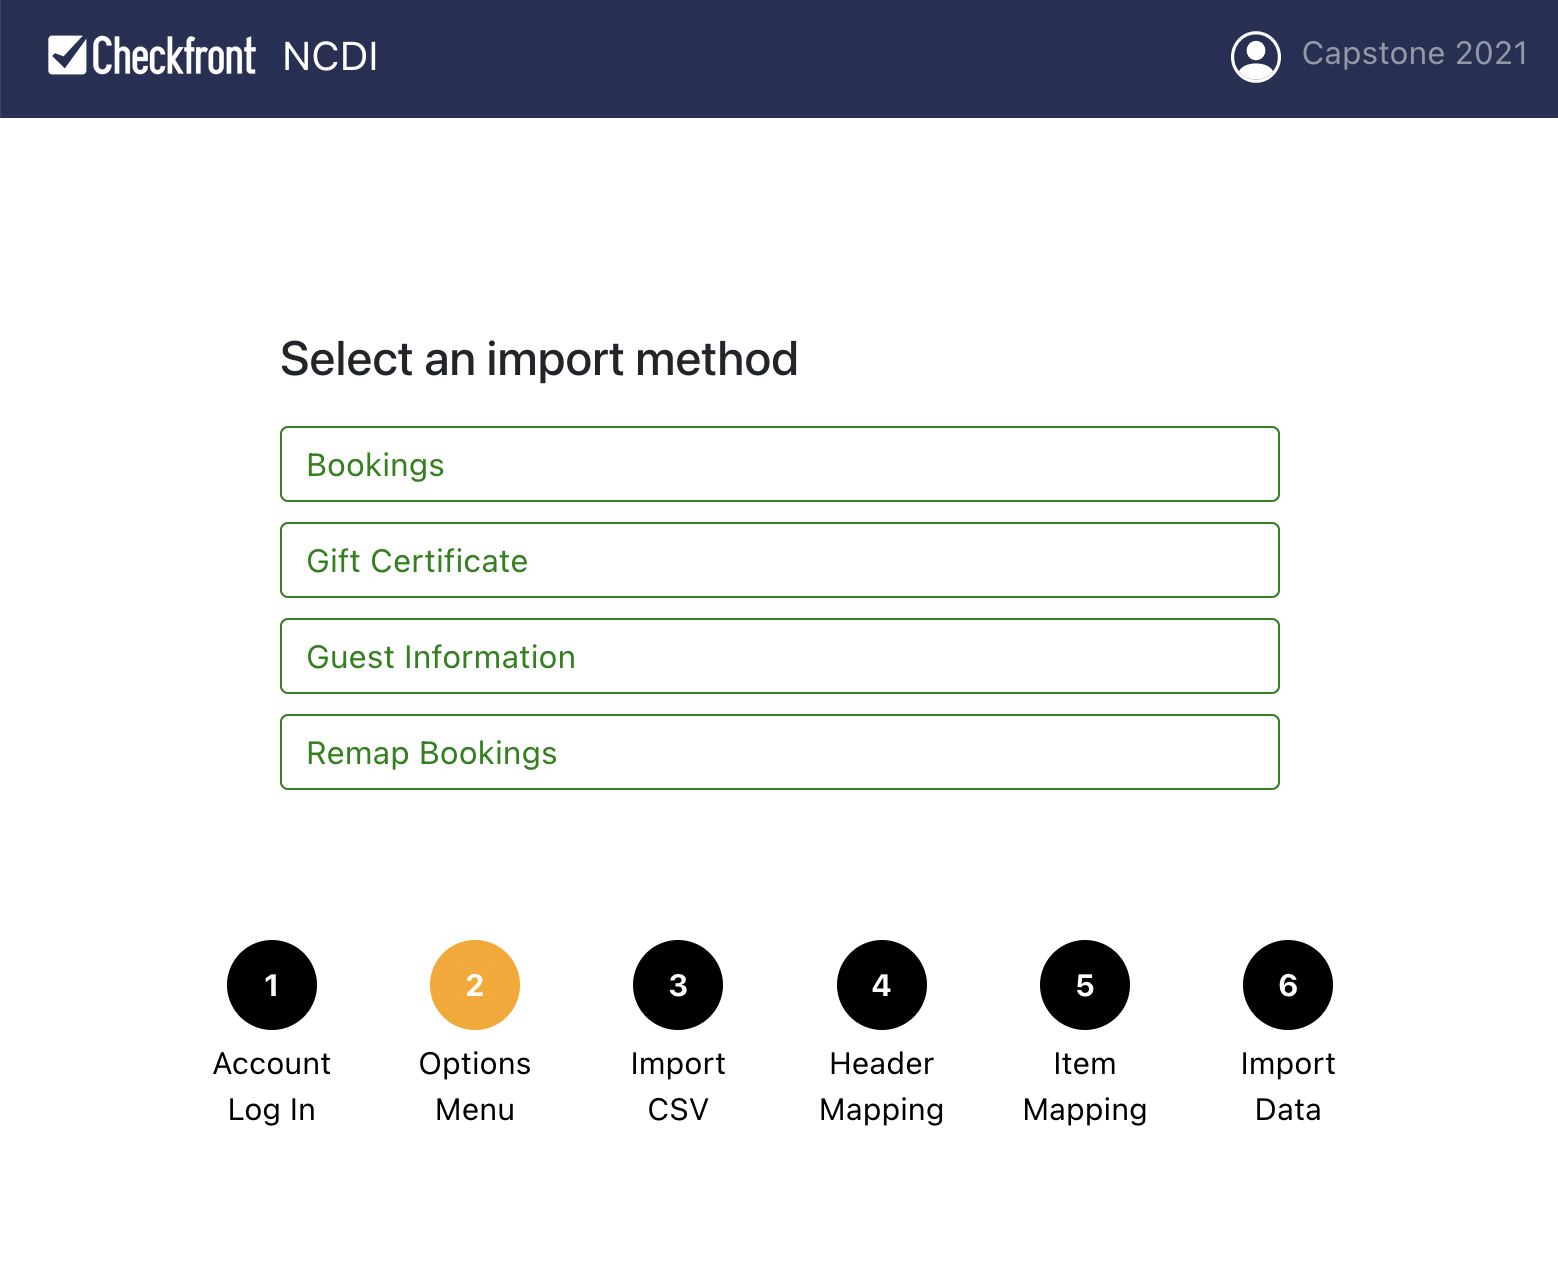 Checkfront NCDI
Capstone 2021
Select an import method
Bookings
Gift Certificate
Guest Information
Remap Bookings
1
Account
Log In
2
Options
Menu
3
Import
CSV
4
Header
Mapping
5
Item
Mapping
6
Import
Data